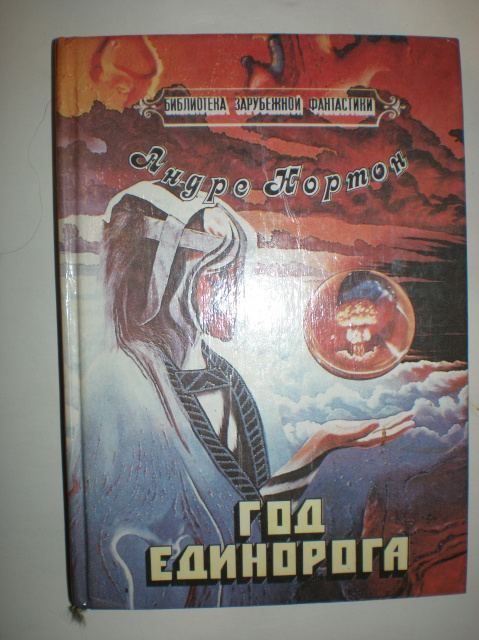 БИБЛИОТЕКА ЗАРУБЕЖНОЙ ФАНТАСТИКИ
Андре Нортон
ГОД
ЕДИНОРОГА